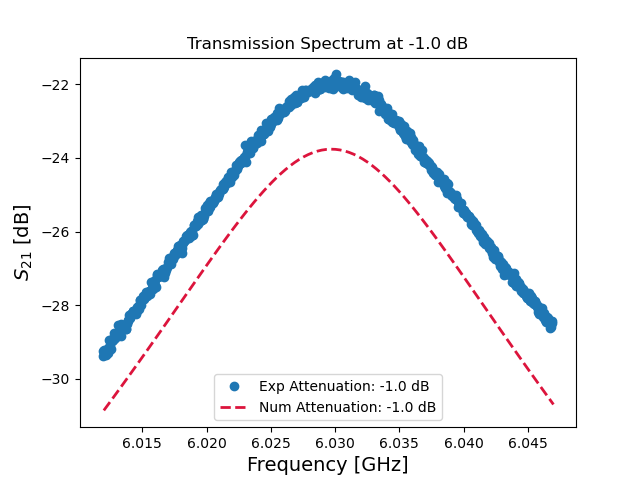 Transmission Spectrum at -1.0 dB
S21 [dB]
−22
−24
−26
−28
−30
Exp Attenuation: -1.0 dB
Num Attenuation: -1.0 dB
6.015 6.020 6.025 6.030 6.035 6.040 6.045
Frequency [GHz]